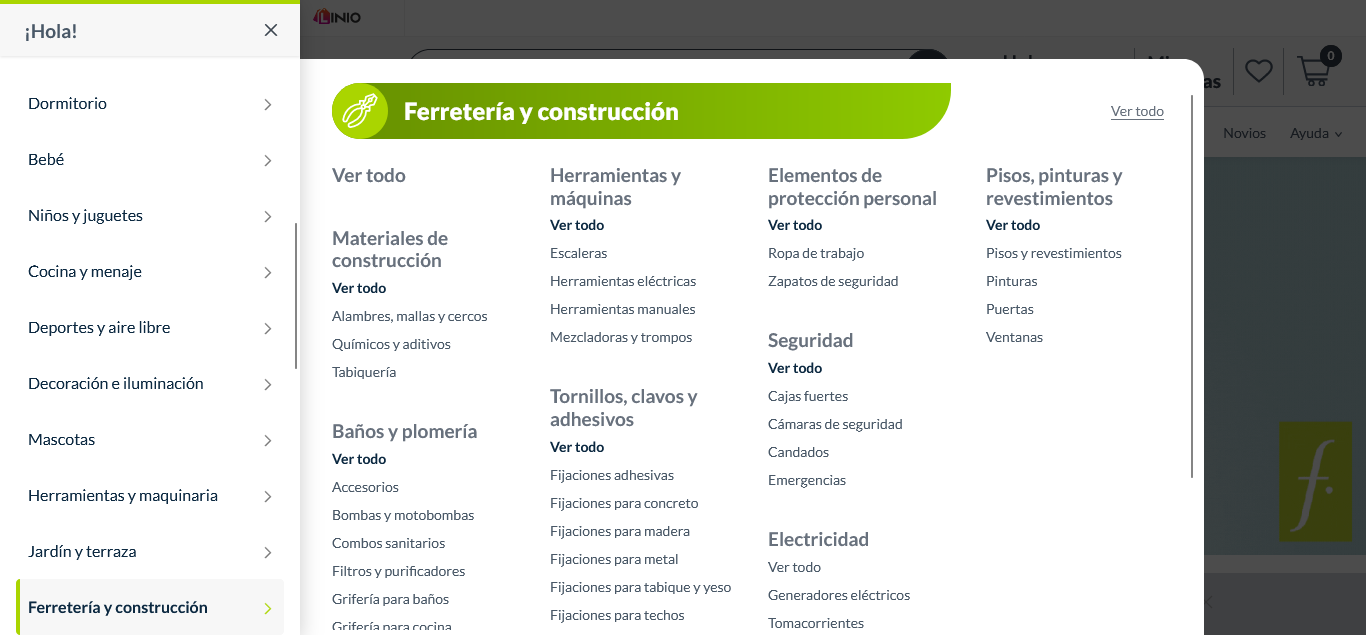 ¡Hola!
Dormitorio
Bebé
Niños y juguetes
Cocina y menaje
Deportes y aire libre
Decoración e iluminación
Mascotas
Herramientas y maquinaria
Jardín y terraza
Ferretería y construcción
LINIO
0
Novios
Ayuda
Ferretería y construcción
Ver todo
Ver todo
Materiales de
construcción
Ver todo
Alambres, mallas y cercos
Químicos y aditivos
Tabiquería
Baños y plomería
Ver todo
Accesorios
Bombas y motobombas
Combos sanitarios
Filtros y purificadores
Grifería para baños
Grifería para cocina
Herramientas y
máquinas
Ver todo
Escaleras
Herramientas eléctricas
Herramientas manuales
Mezcladoras y trompos
Tornillos, clavos y
adhesivos
Ver todo
Fijaciones adhesivas
Fijaciones para concreto
Fijaciones para madera
Fijaciones para metal
Fijaciones para tabique y yeso
Fijaciones para techos
Elementos de
protección personal
Ver todo
Ropa de trabajo
Zapatos de seguridad
Seguridad
Ver todo
Cajas fuertes
Cámaras de seguridad
Candados
Emergencias
Electricidad
Ver todo
Generadores eléctricos
Tomacorrientes
Pisos, pinturas y
revestimientos
Ver todo
Pisos y revestimientos
Pinturas
Puertas
Ventanas
f.